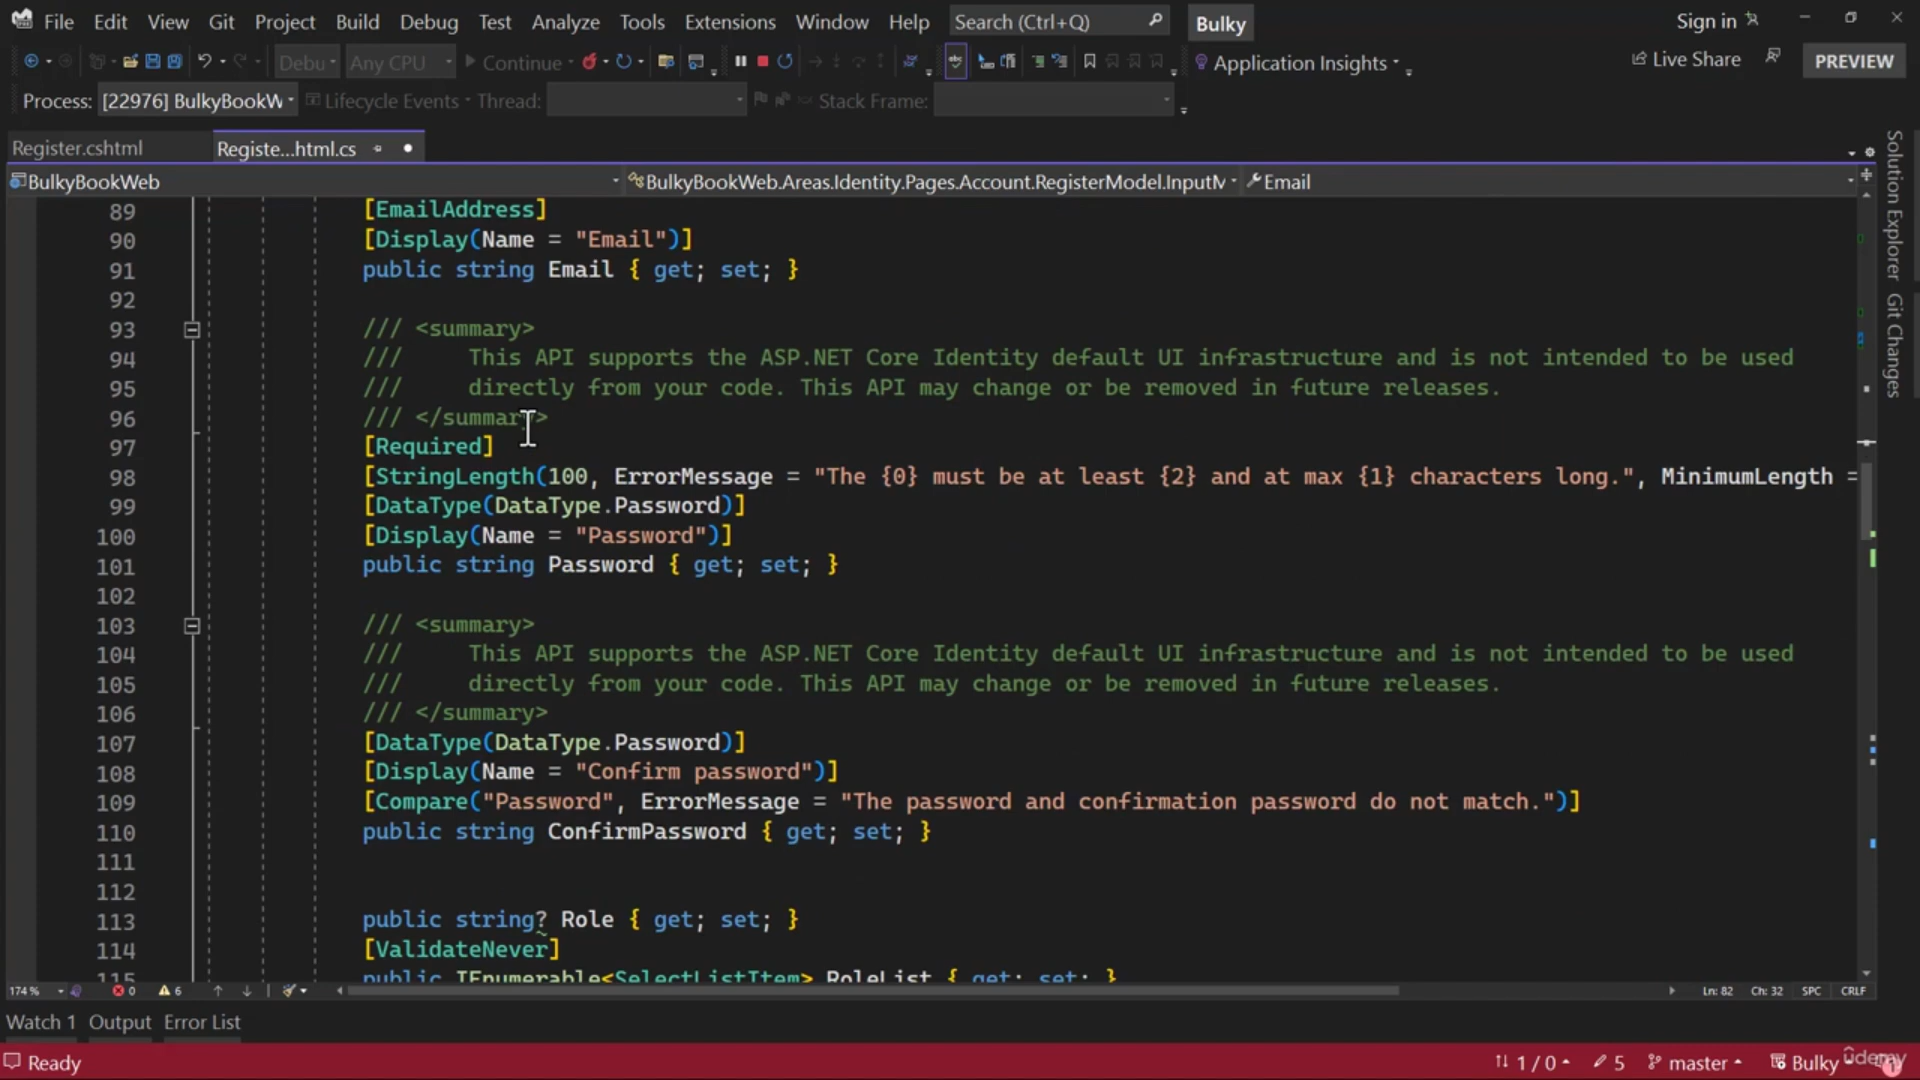 File Edit View Git Project Build Debug Test Analyze Tools Extensions Window Help Search (Ctrl+Q) Bulky Sign in
Debu Any CPU Continue Application Insights Live Share PREVIEW
Process: [22976] BulkyBookW Lifecycle Events Thread: Stack Frame:
Register.cshtml Registe...html.cs
BulkyBookWeb BulkyBookWeb.Areas.Identity.Pages.Account.RegisterModel.InputM Email
89 [EmailAddress]
90 [Display(Name = "Email")]
91 public string Email { get; set; }
92
93 /// <summary>
94 /// This API supports the ASP.NET Core Identity default UI infrastructure and is not intended to be used
95 /// directly from your code. This API may change or be removed in future releases.
96 /// </summary>
97 [Required]
98 [StringLength(100, ErrorMessage = "The {0} must be at least {2} and at max {1} characters long.", MinimumLength =
99 [DataType(DataType.Password)]
100 [Display(Name = "Password")]
101 public string Password { get; set; }
102
103 /// <summary>
104 /// This API supports the ASP.NET Core Identity default UI infrastructure and is not intended to be used
105 /// directly from your code. This API may change or be removed in future releases.
106 /// </summary>
107 [DataType(DataType.Password)]
108 [Display(Name = "Confirm password")]
109 [Compare("Password", ErrorMessage = "The password and confirmation password do not match.")]
110 public string ConfirmPassword { get; set; }
111
112
113 public string? Role { get; set; }
114 [ValidateNever]
115 public IEnumerable<SelectListItem> RoleList { get; set; }
174 % 0 6 Ln: 82 Ch: 32 SPC CRLF
Watch 1 Output Error List
Ready 1 / 0 5 master Bulky 1
ûdemy
Solution Explorer
Git Changes